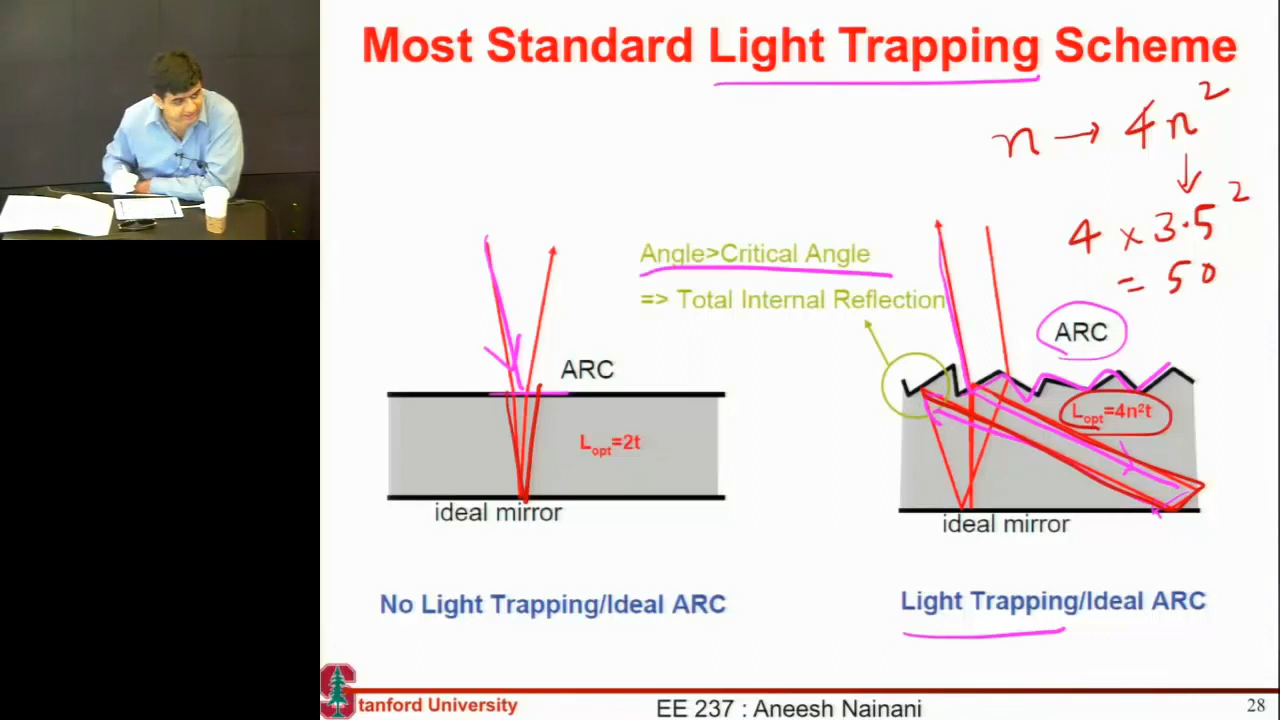 Most Standard Light Trapping Scheme
n → 4n²
↓
4 × 3.5²
= 50
Angle>Critical Angle
=> Total Internal Reflection
ARC
ARC
Lopt=2t
Lopt=4n²t
ideal mirror
ideal mirror
No Light Trapping/Ideal ARC
Light Trapping/Ideal ARC
Stanford University
EE 237 : Aneesh Nainani
28